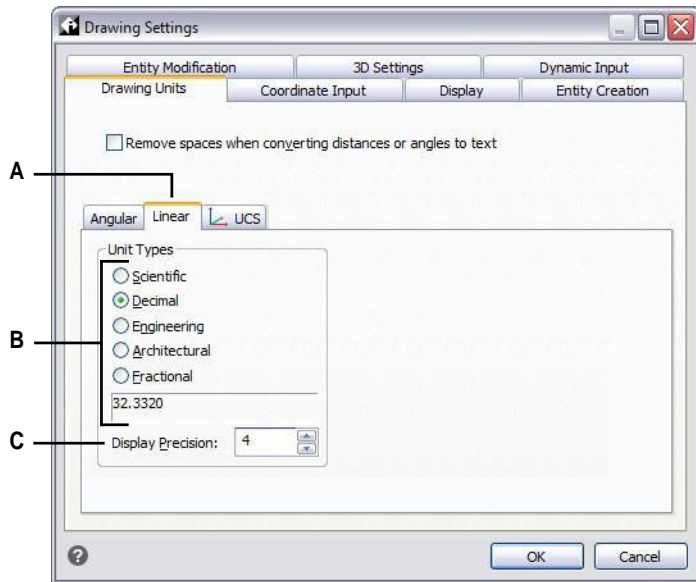 Drawing Settings
Entity Modification 3D Settings Dynamic Input
Drawing Units Coordinate Input Display Entity Creation
Remove spaces when converting distances or angles to text
A
Angular Linear UCS
Unit Types
Scientific
Decimal
Engineering
B
Architectural
Fractional
32.3320
C Display Precision: 4
? OK Cancel